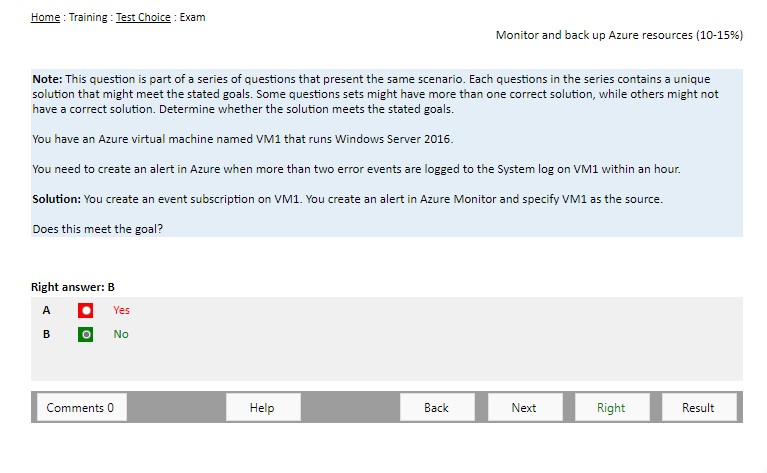 Home : Training : Test Choice : Exam
Monitor and back up Azure resources (10-15%)
Note: This question is part of a series of questions that present the same scenario. Each questions in the series contains a unique
solution that might meet the stated goals. Some questions sets might have more than one correct solution, while others might not
have a correct solution. Determine whether the solution meets the stated goals.
You have an Azure virtual machine named VM1 that runs Windows Server 2016.
You need to create an alert in Azure when more than two error events are logged to the System log on VM1 within an hour.
Solution: You create an event subscription on VM1. You create an alert in Azure Monitor and specify VM1 as the source.
Does this meet the goal?
Right answer: B
A Yes
B No
Comments 0 Help Back Next Right Result